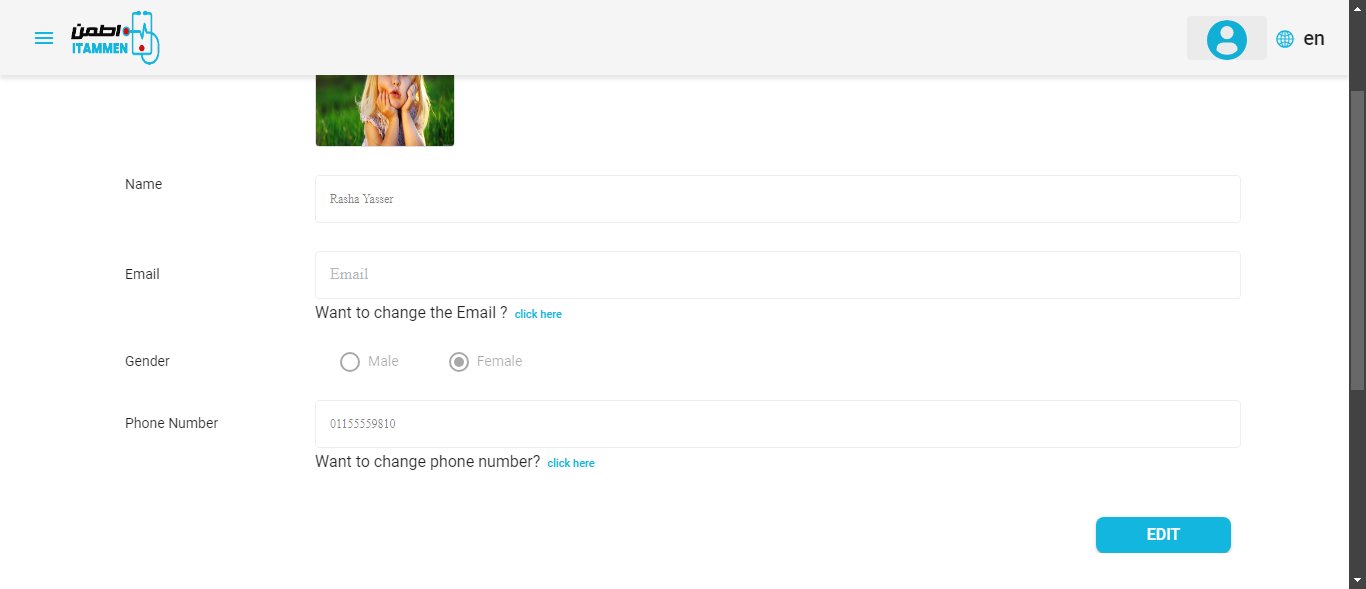 اطمن
ITAMMEN
en
Name
Rasha Yasser
Email
Email
Want to change the Email ? click here
Gender
Male
Female
Phone Number
01155559810
Want to change phone number? click here
EDIT